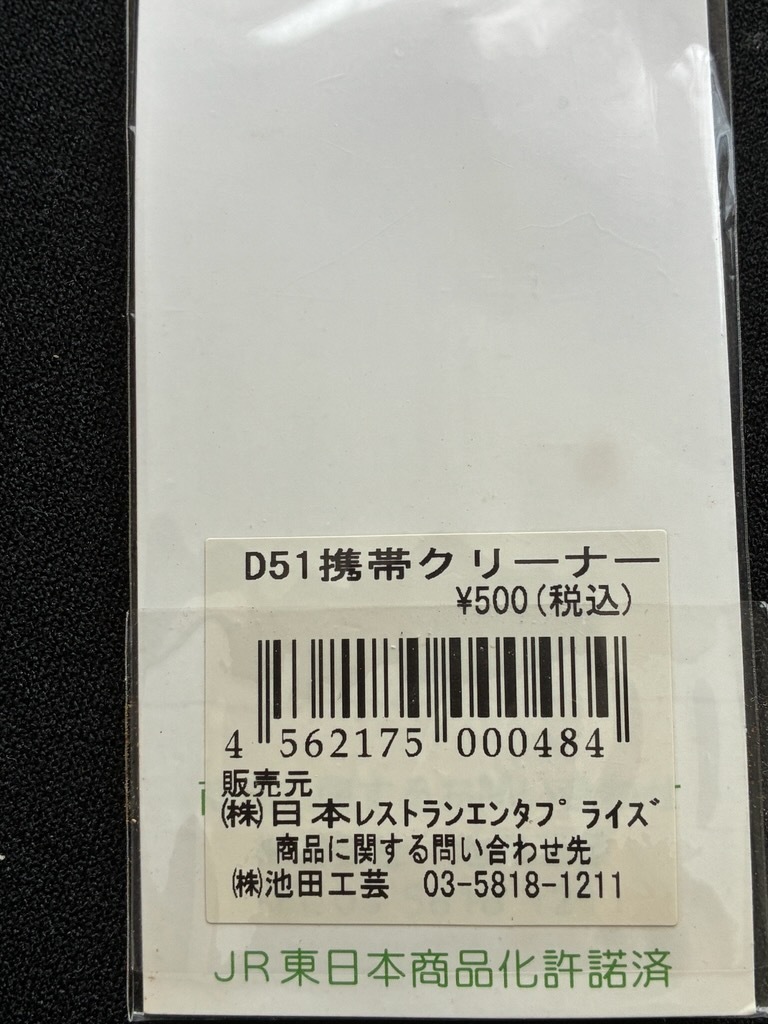 D51携帯クリーナー
¥500(税込)
4 562175 000484
販売元
㈱日本レストランエンタプライズ
商品に関する問い合わせ先
㈱池田工芸 03-5818-1211
JR東日本商品化許諾済